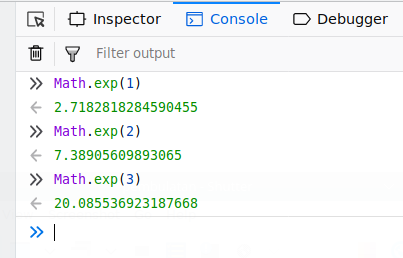 Inspector Console Debugger
Filter output
Math.exp(1)
2.7182818284590455
Math.exp(2)
7.38905609893065
Math.exp(3)
20.085536923187668